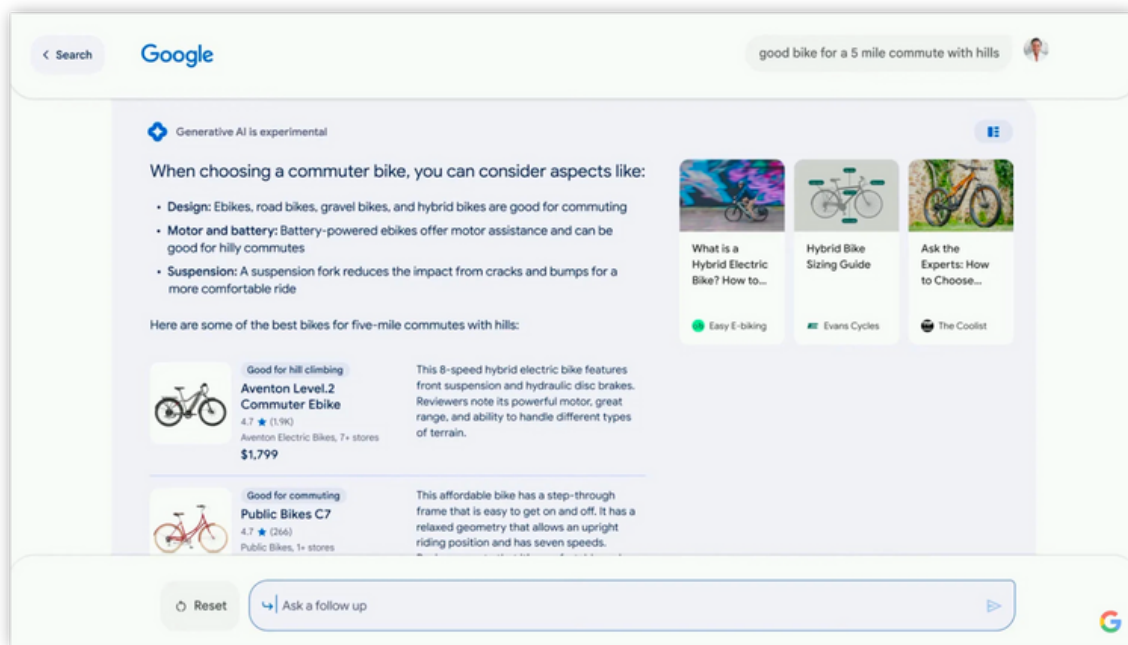 Search
Google
good bike for a 5 mile commute with hills
Generative AI is experimental
When choosing a commuter bike, you can consider aspects like:
• Design: Ebikes, road bikes, gravel bikes, and hybrid bikes are good for commuting
• Motor and battery: Battery-powered ebikes offer motor assistance and can be
good for hilly commutes
• Suspension: A suspension fork reduces the impact from cracks and bumps for a
more comfortable ride
Here are some of the best bikes for five-mile commutes with hills:
Good for hill climbing
Aventon Level.2
Commuter Ebike
4.7 ★ (1.9K)
Aventon Electric Bikes, 7+ stores
$1,799
This 8-speed hybrid electric bike features
front suspension and hydraulic disc brakes.
Reviewers note its powerful motor, great
range, and ability to handle different types
of terrain.
Good for commuting
Public Bikes C7
4.7 ★ (266)
Public Bikes, 1+ stores
This affordable bike has a step-through
frame that is easy to get on and off. It has a
relaxed geometry that allows an upright
riding position and has seven speeds.
What is a
Hybrid Electric
Bike? How to...
Easy E-biking
Hybrid Bike
Sizing Guide
Evans Cycles
Ask the
Experts: How
to Choose...
The Coolist
Reset
Ask a follow up
G